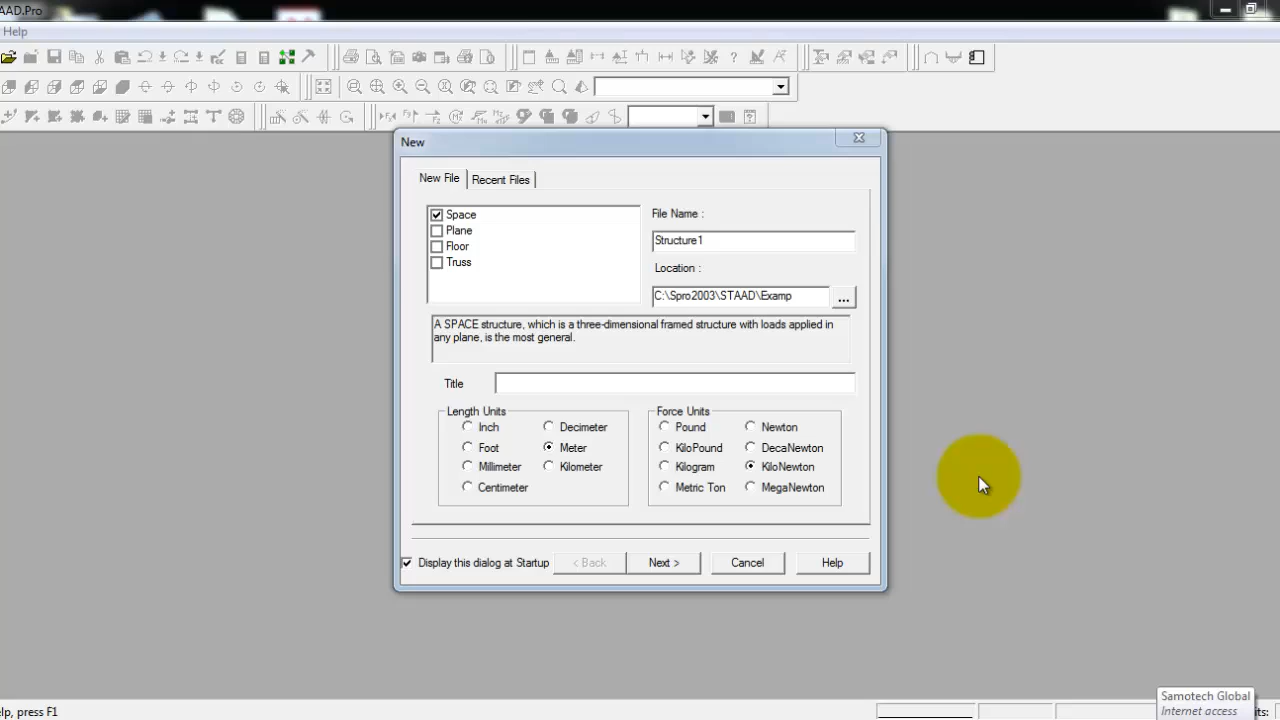 AAD.Pro
Help
New
New File
Recent Files
Space
Plane
Floor
Truss
File Name :
Structure1
Location :
C:\Spro2003\STAAD\Examp
...
A SPACE structure, which is a three-dimensional framed structure with loads applied in
any plane, is the most general.
Title
Length Units
Inch
Decimeter
Foot
Meter
Millimeter
Kilometer
Centimeter
Force Units
Pound
Newton
KiloPound
DecaNewton
Kilogram
KiloNewton
Metric Ton
MegaNewton
Display this dialog at Startup
< Back
Next >
Cancel
Help
lp, press F1
Samotech Global
Internet access
its: